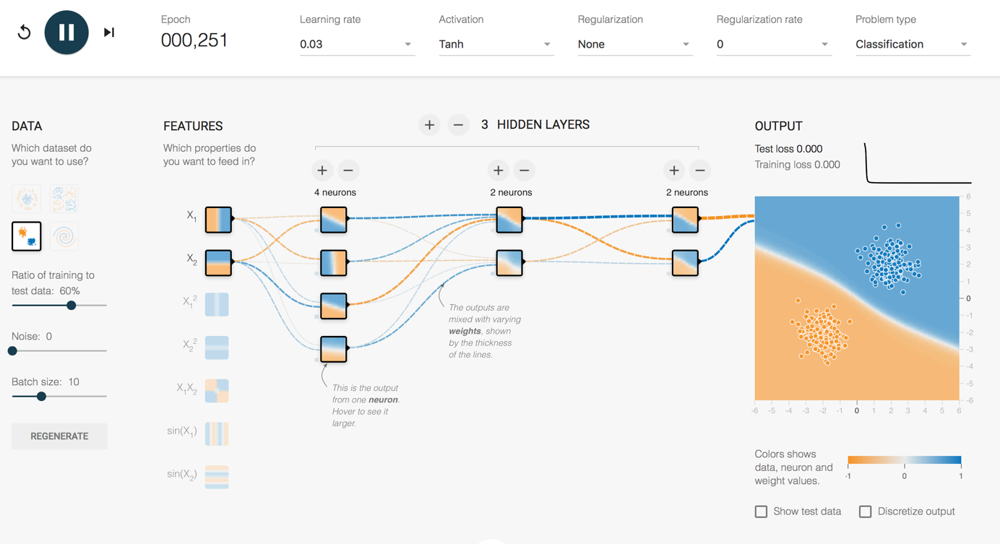 Epoch
000,251
Learning rate
0.03
Activation
Tanh
Regularization
None
Regularization rate
0
Problem type
Classification
DATA
Which dataset do
you want to use?
Ratio of training to
test data: 60%
Noise: 0
Batch size: 10
REGENERATE
FEATURES
Which properties do
you want to feed in?
X1
X2
X1²
X2²
X1X2
sin(X1)
sin(X2)
+ − 3 HIDDEN LAYERS
+ −
4 neurons
+ −
2 neurons
+ −
2 neurons
The outputs are
mixed with varying
weights, shown
by the thickness
of the lines.
This is the output
from one neuron.
Hover to see it
larger.
OUTPUT
Test loss 0.000
Training loss 0.000
6
5
4
3
2
1
0
-1
-2
-3
-4
-5
-6
-6 -5 -4 -3 -2 -1 0 1 2 3 4 5 6
Colors shows
data, neuron and
weight values.
-1 0 1
Show test data
Discretize output